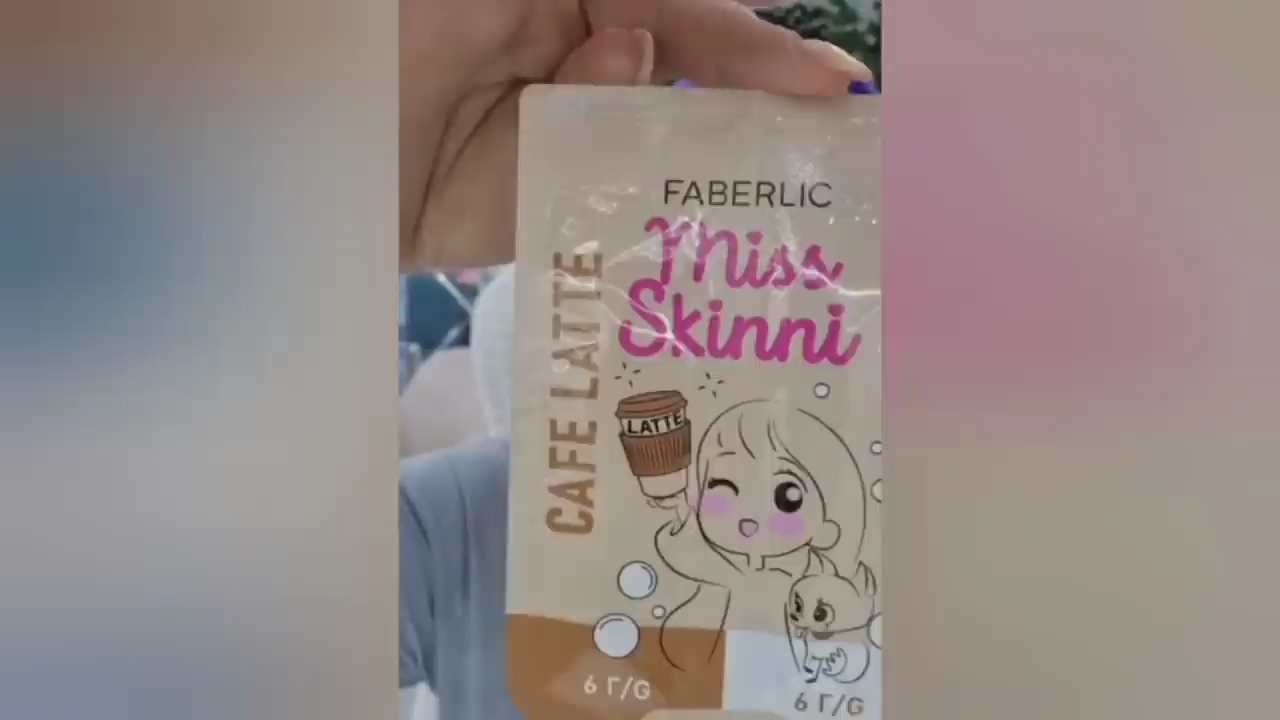 FABERLIC
Miss
Skinni
CAFE LATTE
LATTE
6 Г/G
6 Г/G